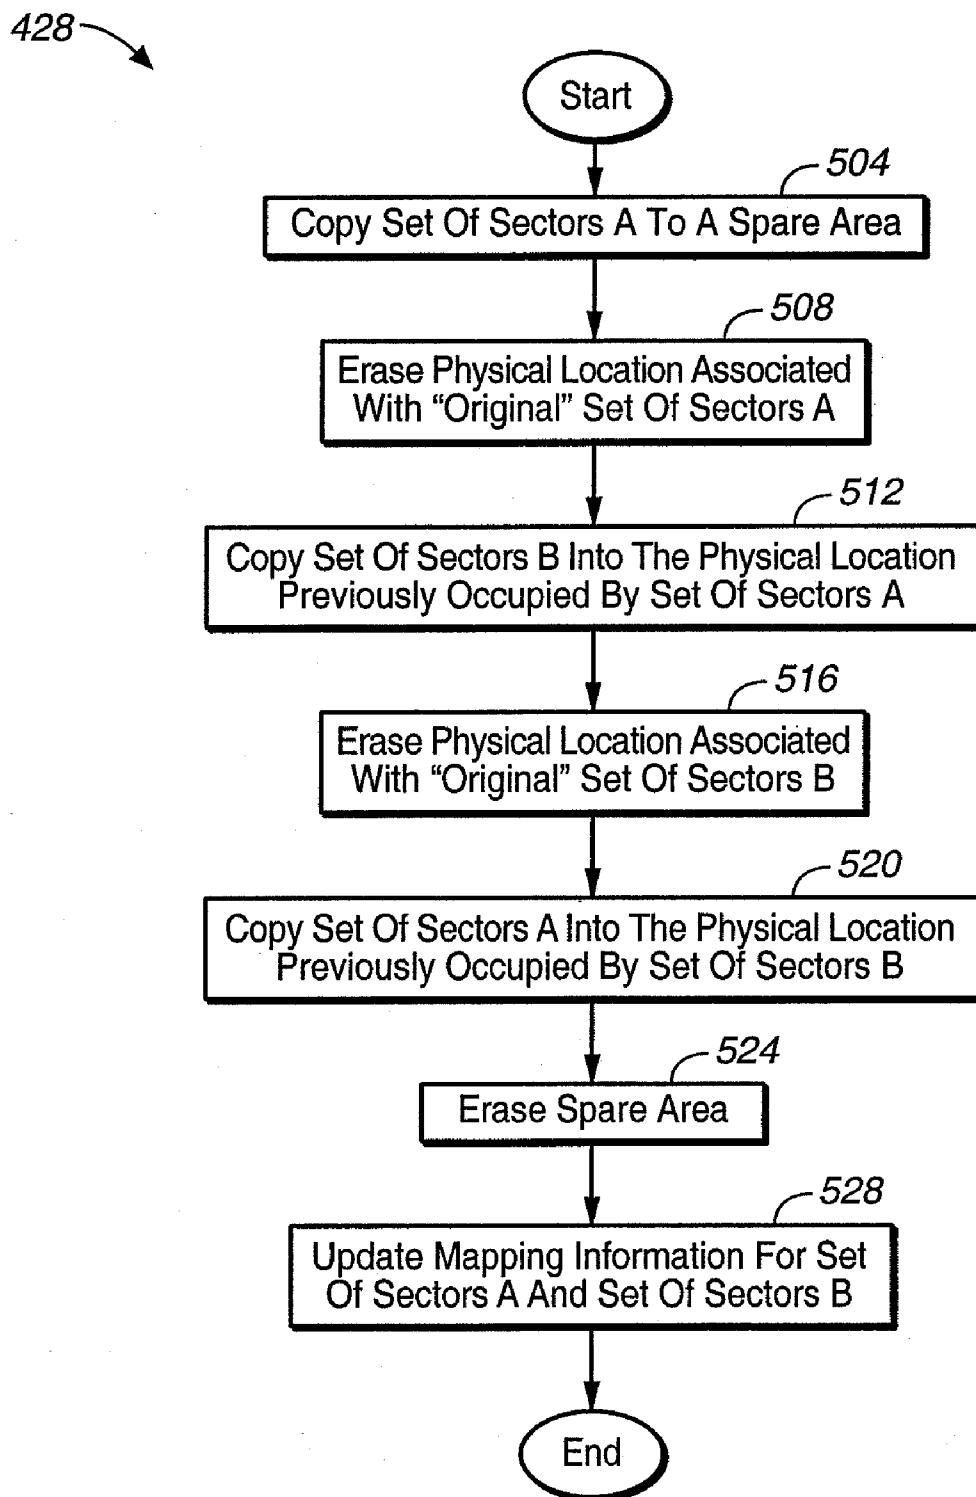 428
Start
504
Copy Set Of Sectors A To A Spare Area
508
Erase Physical Location Associated
With “Original” Set Of Sectors A
512
Copy Set Of Sectors B Into The Physical Location
Previously Occupied By Set Of Sectors A
516
Erase Physical Location Associated
With “Original” Set Of Sectors B
520
Copy Set Of Sectors A Into The Physical Location
Previously Occupied By Set Of Sectors B
524
Erase Spare Area
528
Update Mapping Information For Set
Of Sectors A And Set Of Sectors B
End